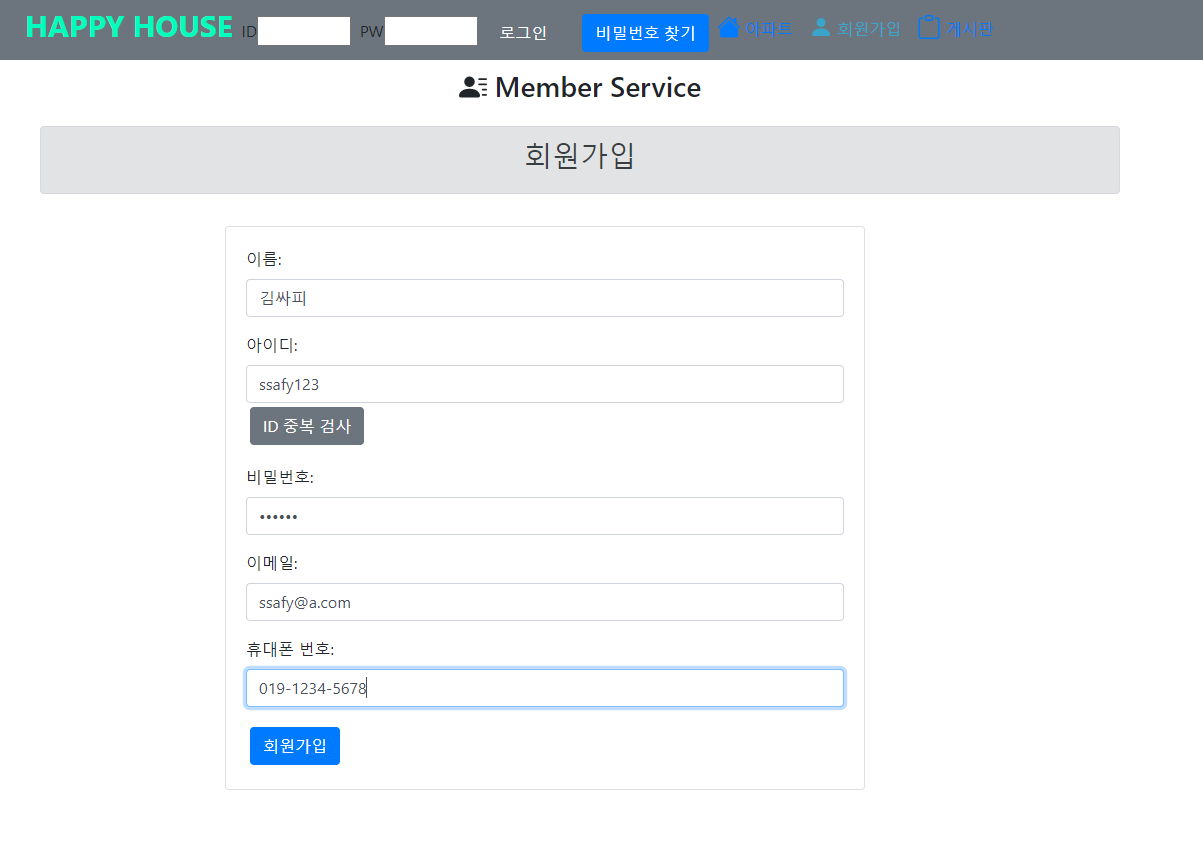 HAPPY HOUSE ID PW 로그인 비밀번호 찾기 아파트 회원가입 게시판
Member Service
회원가입
이름:
김싸피
아이디:
ssafy123
ID 중복 검사
비밀번호:
••••••
이메일:
ssafy@a.com
휴대폰 번호:
019-1234-5678
회원가입